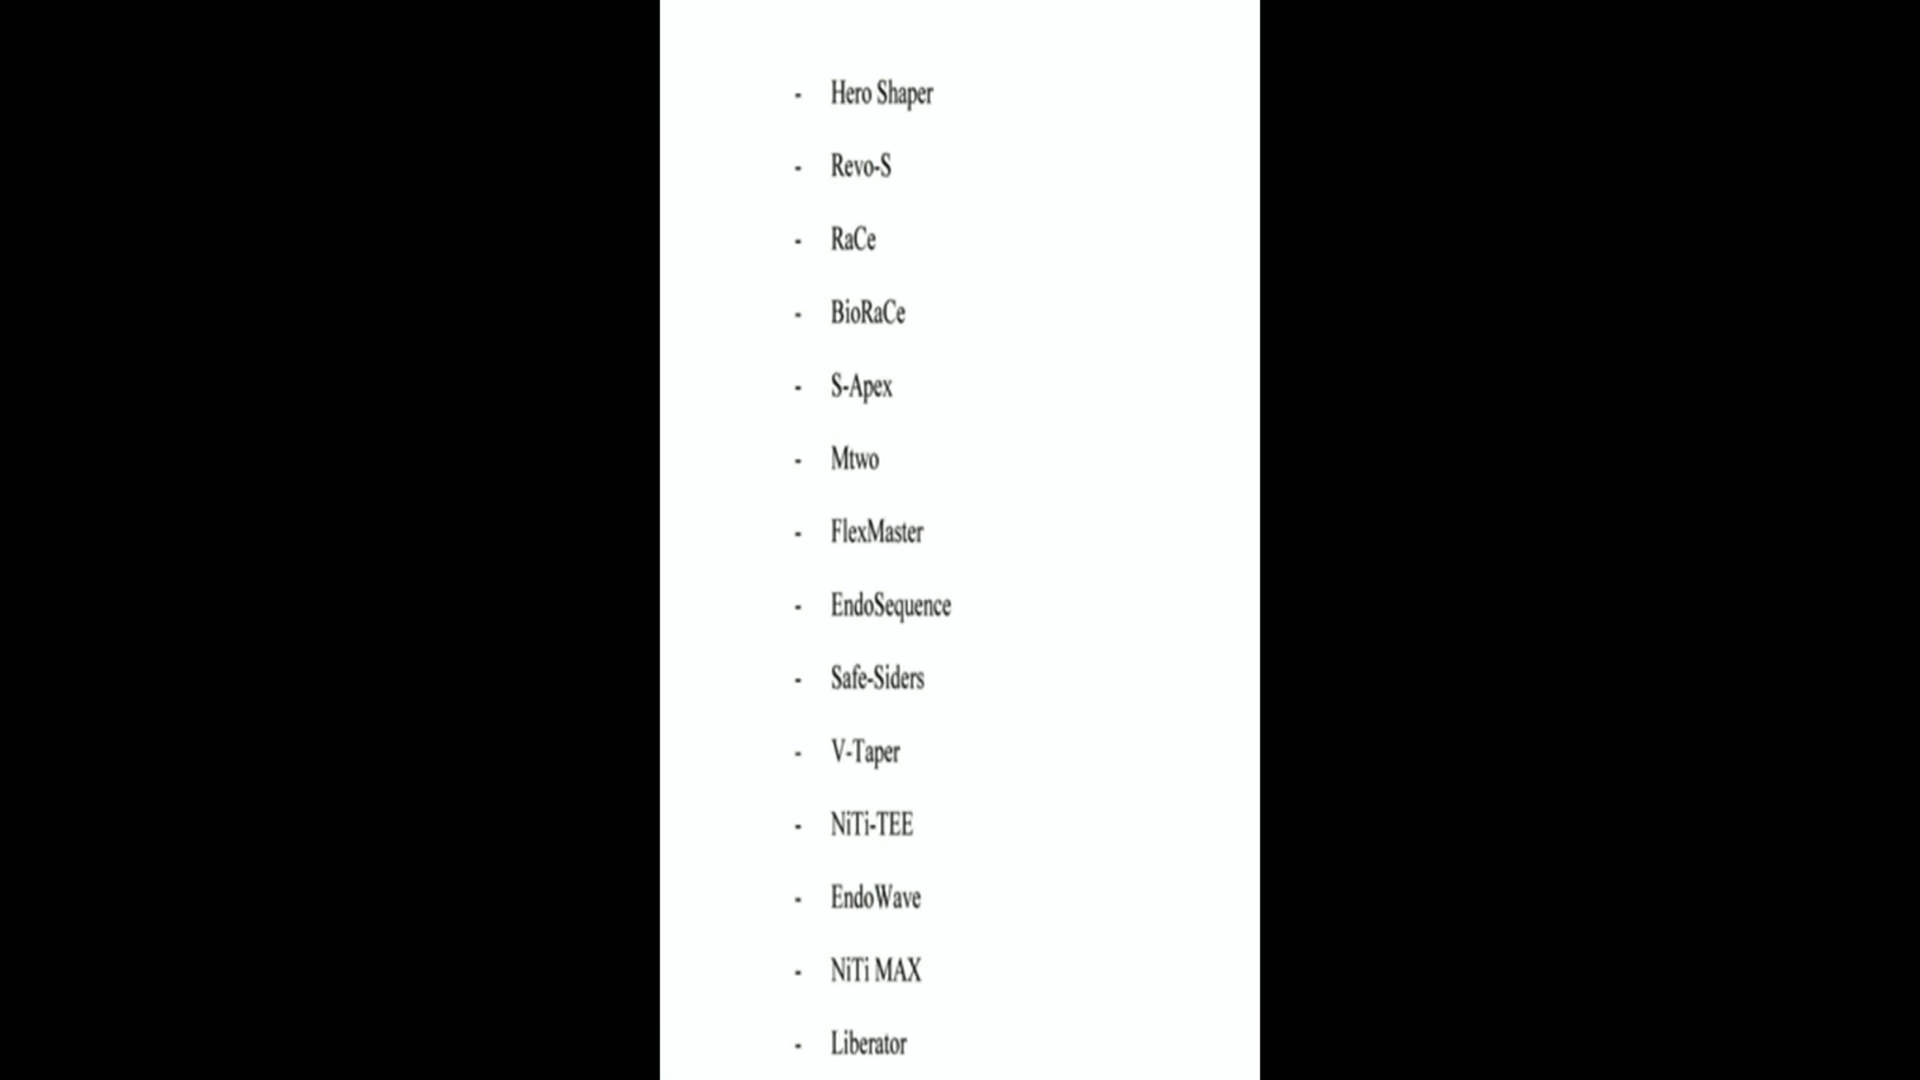 - Hero Shaper
- Revo-S
- RaCe
- BioRaCe
- S-Apex
- Mtwo
- FlexMaster
- EndoSequence
- Safe-Siders
- V-Taper
- NiTi-TEE
- EndoWave
- NiTi MAX
- Liberator